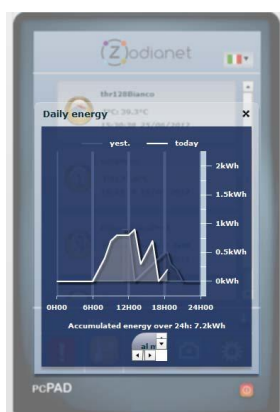 Zodianet
thr128Bianco
Daily energy x
yest. today
2kWh
1.5kWh
1kWh
0.5kWh
0kWh
0H00 6H00 12H00 18H00 24H00
Accumulated energy over 24h: 7.2kWh
PCPAD